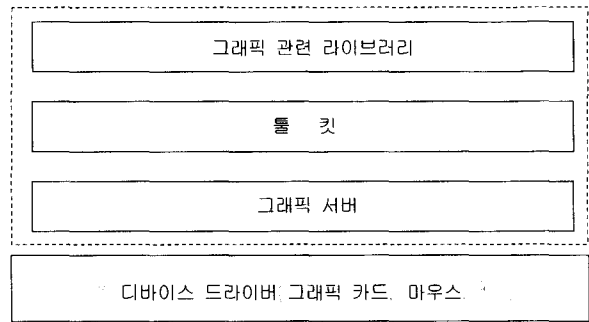 그래픽 관련 라이브러리
툴 킷
그래픽 서버
디바이스 드라이버, 그래픽 카드, 마우스